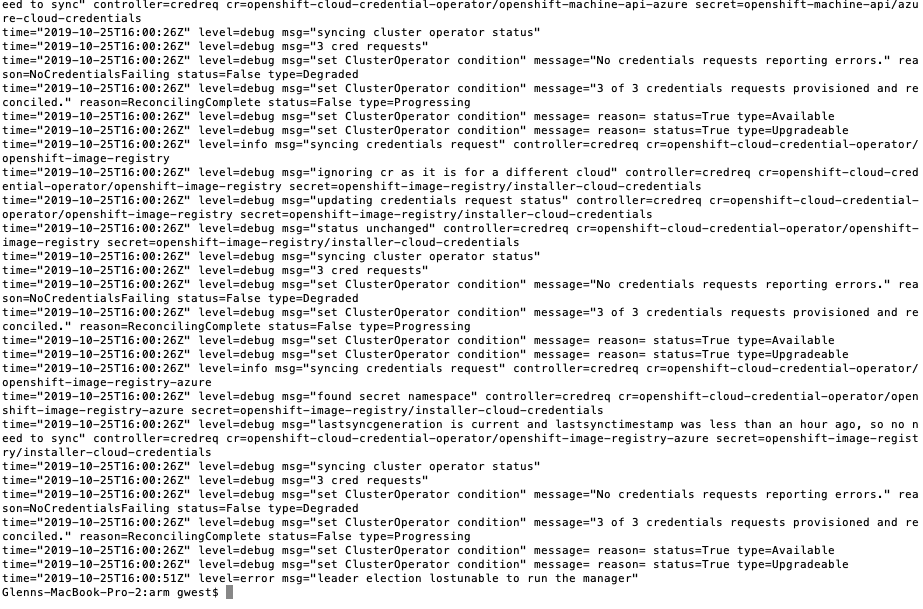 eed to sync" controller=credreq cr=openshift-cloud-credential-operator/openshift-machine-api-azure secret=openshift-machine-api/azu
re-cloud-credentials
time="2019-10-25T16:00:26Z" level=debug msg="syncing cluster operator status"
time="2019-10-25T16:00:26Z" level=debug msg="3 cred requests"
time="2019-10-25T16:00:26Z" level=debug msg="set ClusterOperator condition" message="No credentials requests reporting errors." rea
son=NoCredentialsFailing status=False type=Degraded
time="2019-10-25T16:00:26Z" level=debug msg="set ClusterOperator condition" message="3 of 3 credentials requests provisioned and re
conciled." reason=ReconcilingComplete status=False type=Progressing
time="2019-10-25T16:00:26Z" level=debug msg="set ClusterOperator condition" message= reason= status=True type=Available
time="2019-10-25T16:00:26Z" level=debug msg="set ClusterOperator condition" message= reason= status=True type=Upgradeable
time="2019-10-25T16:00:26Z" level=info msg="syncing credentials request" controller=credreq cr=openshift-cloud-credential-operator/
openshift-image-registry
time="2019-10-25T16:00:26Z" level=debug msg="ignoring cr as it is for a different cloud" controller=credreq cr=openshift-cloud-cred
ential-operator/openshift-image-registry secret=openshift-image-registry/installer-cloud-credentials
time="2019-10-25T16:00:26Z" level=debug msg="updating credentials request status" controller=credreq cr=openshift-cloud-credential-
operator/openshift-image-registry secret=openshift-image-registry/installer-cloud-credentials
time="2019-10-25T16:00:26Z" level=debug msg="status unchanged" controller=credreq cr=openshift-cloud-credential-operator/openshift-
image-registry secret=openshift-image-registry/installer-cloud-credentials
time="2019-10-25T16:00:26Z" level=debug msg="syncing cluster operator status"
time="2019-10-25T16:00:26Z" level=debug msg="3 cred requests"
time="2019-10-25T16:00:26Z" level=debug msg="set ClusterOperator condition" message="No credentials requests reporting errors." rea
son=NoCredentialsFailing status=False type=Degraded
time="2019-10-25T16:00:26Z" level=debug msg="set ClusterOperator condition" message="3 of 3 credentials requests provisioned and re
conciled." reason=ReconcilingComplete status=False type=Progressing
time="2019-10-25T16:00:26Z" level=debug msg="set ClusterOperator condition" message= reason= status=True type=Available
time="2019-10-25T16:00:26Z" level=debug msg="set ClusterOperator condition" message= reason= status=True type=Upgradeable
time="2019-10-25T16:00:26Z" level=info msg="syncing credentials request" controller=credreq cr=openshift-cloud-credential-operator/
openshift-image-registry-azure
time="2019-10-25T16:00:26Z" level=debug msg="found secret namespace" controller=credreq cr=openshift-cloud-credential-operator/open
shift-image-registry-azure secret=openshift-image-registry/installer-cloud-credentials
time="2019-10-25T16:00:26Z" level=debug msg="lastsyncgeneration is current and lastsynctimestamp was less than an hour ago, so no n
eed to sync" controller=credreq cr=openshift-cloud-credential-operator/openshift-image-registry-azure secret=openshift-image-regist
ry/installer-cloud-credentials
time="2019-10-25T16:00:26Z" level=debug msg="syncing cluster operator status"
time="2019-10-25T16:00:26Z" level=debug msg="3 cred requests"
time="2019-10-25T16:00:26Z" level=debug msg="set ClusterOperator condition" message="No credentials requests reporting errors." rea
son=NoCredentialsFailing status=False type=Degraded
time="2019-10-25T16:00:26Z" level=debug msg="set ClusterOperator condition" message="3 of 3 credentials requests provisioned and re
conciled." reason=ReconcilingComplete status=False type=Progressing
time="2019-10-25T16:00:26Z" level=debug msg="set ClusterOperator condition" message= reason= status=True type=Available
time="2019-10-25T16:00:26Z" level=debug msg="set ClusterOperator condition" message= reason= status=True type=Upgradeable
time="2019-10-25T16:00:51Z" level=error msg="leader election lostunable to run the manager"
Glenns-MacBook-Pro-2:arm gwest$